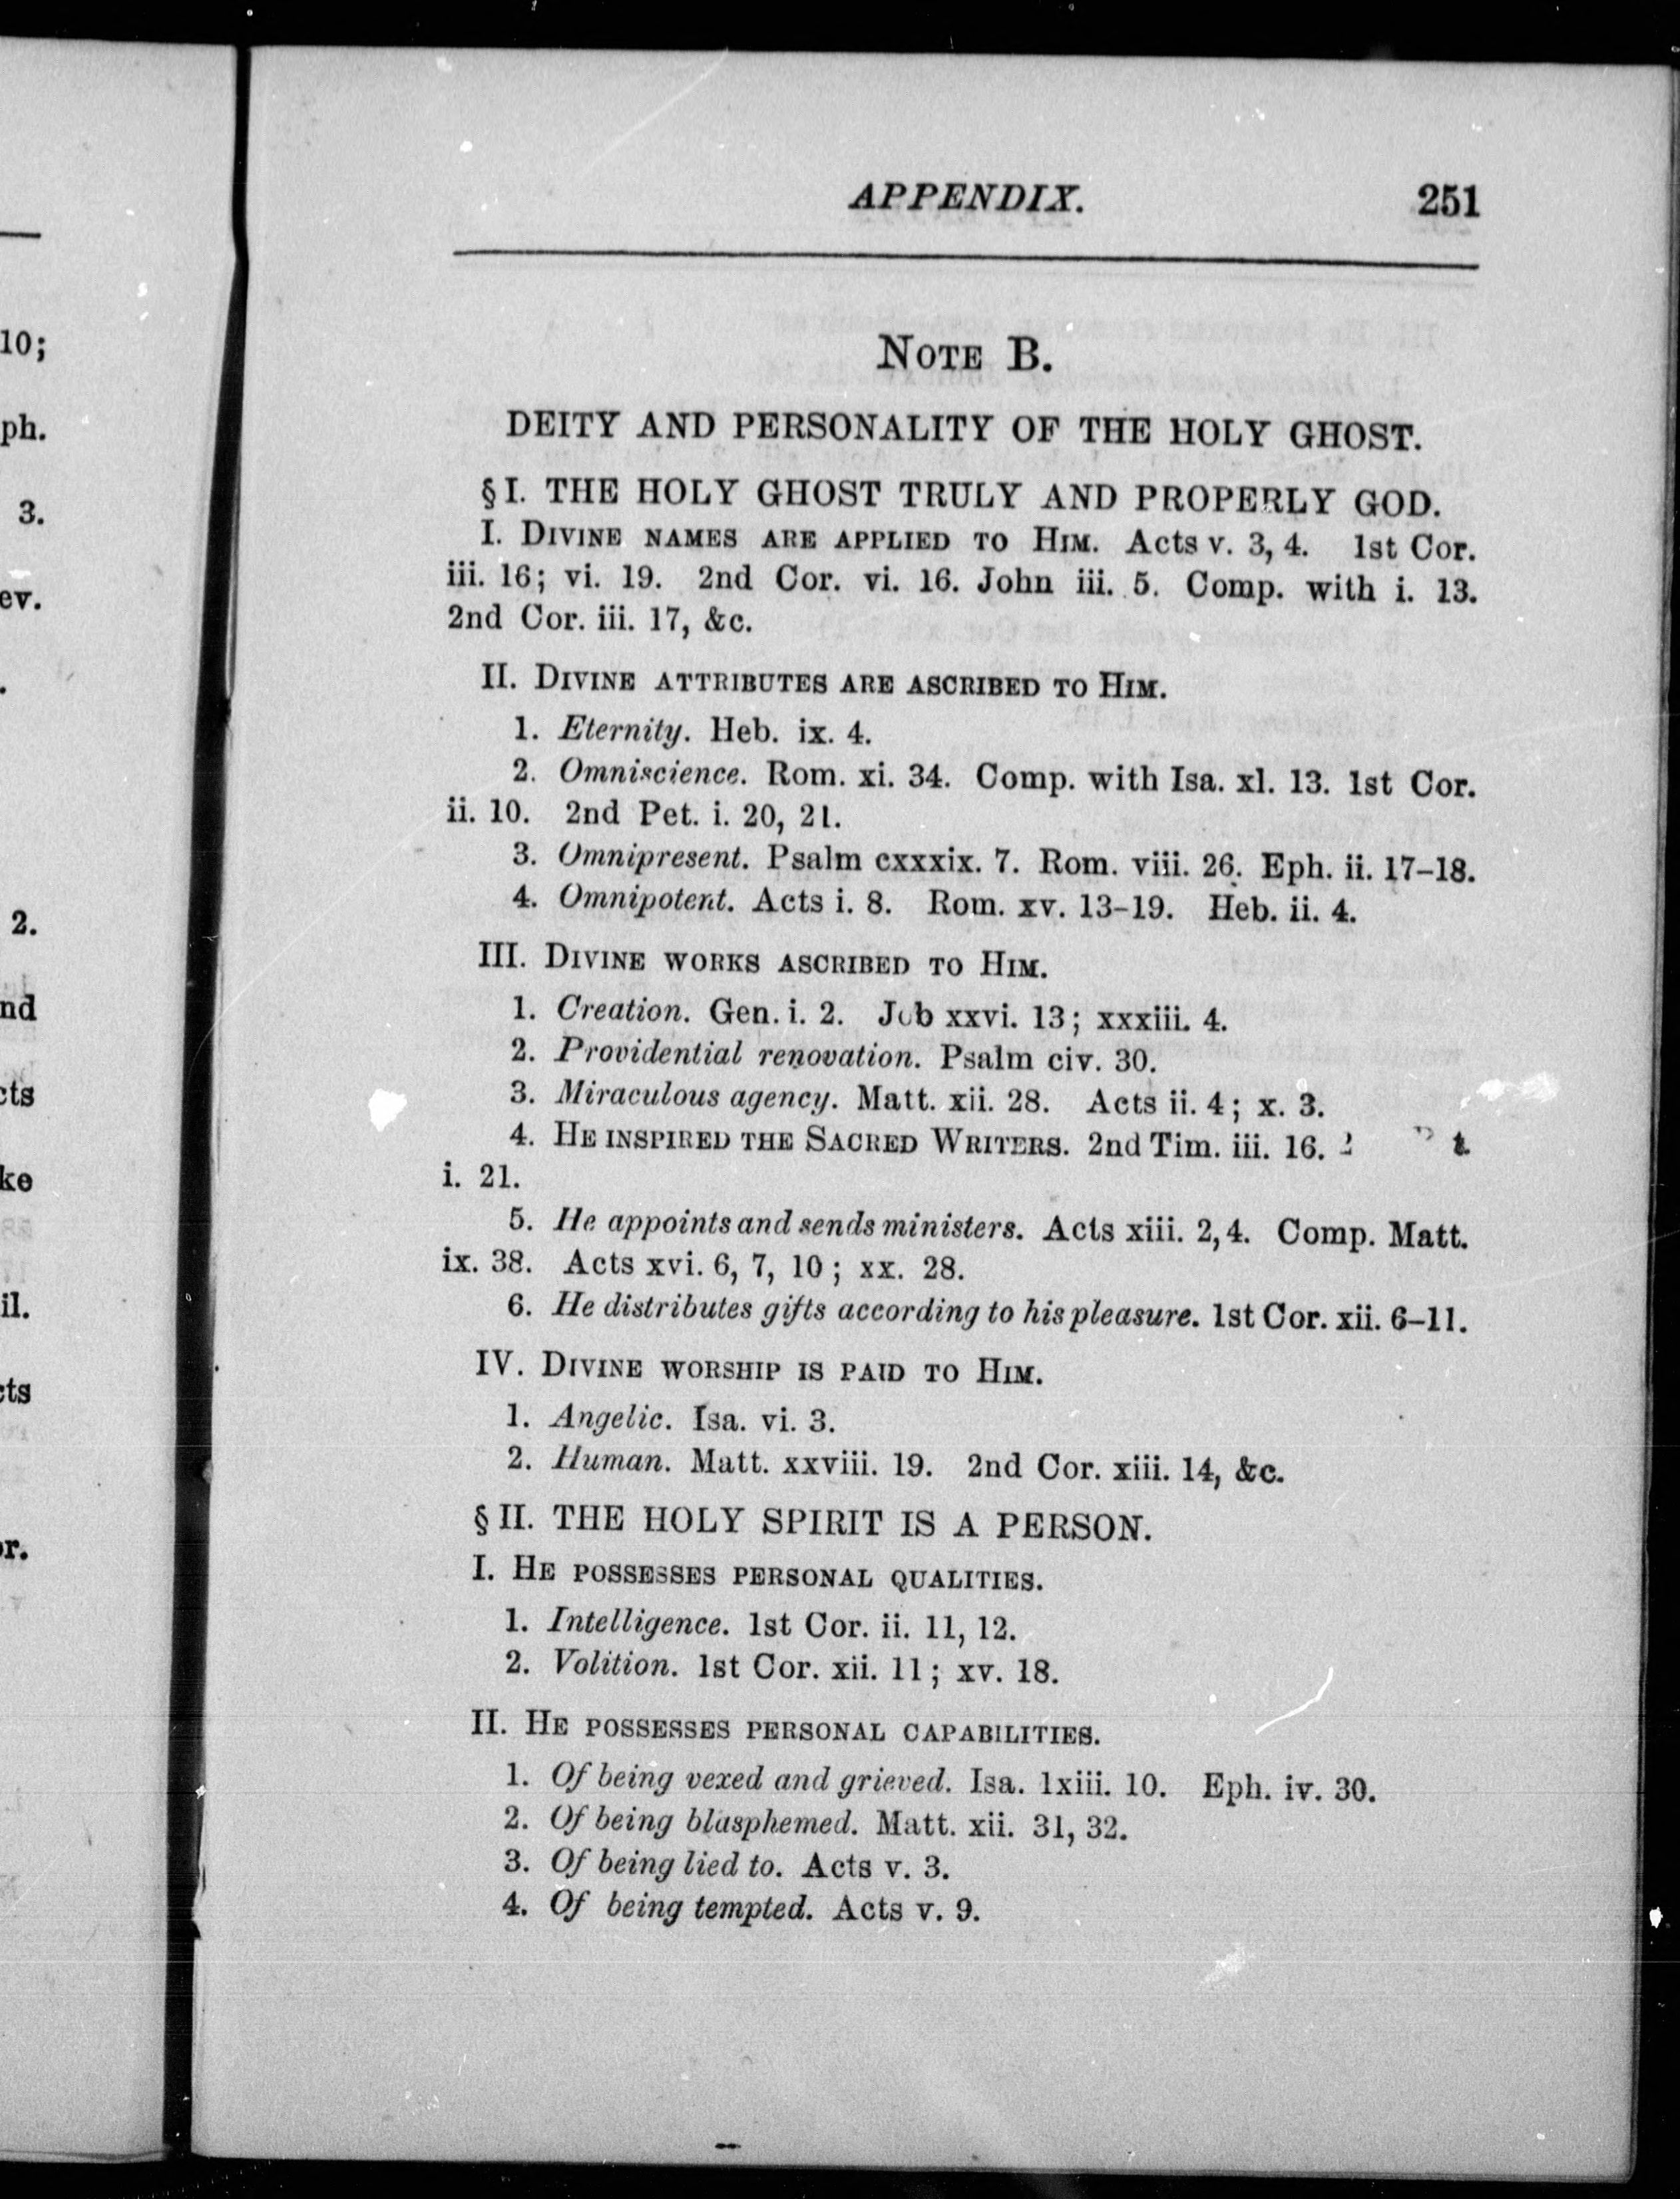 APPENDIX. 251
NOTE B.
DEITY AND PERSONALITY OF THE HOLY GHOST.
§ I. THE HOLY GHOST TRULY AND PROPERLY GOD.
I. DIVINE NAMES ARE APPLIED TO HIM. Acts v. 3, 4. 1st Cor.
iii. 16; vi. 19. 2nd Cor. vi. 16. John iii. 5. Comp. with i. 13.
2nd Cor. iii. 17, &c.
II. DIVINE ATTRIBUTES ARE ASCRIBED TO HIM.
1. Eternity. Heb. ix. 4.
2. Omniscience. Rom. xi. 34. Comp. with Isa. xl. 13. 1st Cor.
ii. 10. 2nd Pet. i. 20, 21.
3. Omnipresent. Psalm cxxxix. 7. Rom. viii. 26. Eph. ii. 17-18.
4. Omnipotent. Acts i. 8. Rom. xv. 13-19. Heb. ii. 4.
III. DIVINE WORKS ASCRIBED TO HIM.
1. Creation. Gen. i. 2. Job xxvi. 13; xxxiii. 4.
2. Providential renovation. Psalm civ. 30.
3. Miraculous agency. Matt. xii. 28. Acts ii. 4; x. 3.
4. HE INSPIRED THE SACRED WRITERS. 2nd Tim. iii. 16.
i. 21.
5. He appoints and sends ministers. Acts xiii. 2, 4. Comp. Matt.
ix. 38. Acts xvi. 6, 7, 10; xx. 28.
6. He distributes gifts according to his pleasure. 1st Cor. xii. 6-11.
IV. DIVINE WORSHIP IS PAID TO HIM.
1. Angelic. Isa. vi. 3.
2. Human. Matt. xxviii. 19. 2nd Cor. xiii. 14, &c.
§ II. THE HOLY SPIRIT IS A PERSON.
I. HE POSSESSES PERSONAL QUALITIES.
1. Intelligence. 1st Cor. ii. 11, 12.
2. Volition. 1st Cor. xii. 11; xv. 18.
II. HE POSSESSES PERSONAL CAPABILITIES.
1. Of being vexed and grieved. Isa. lxiii. 10. Eph. iv. 30.
2. Of being blasphemed. Matt. xii. 31, 32.
3. Of being lied to. Acts v. 3.
4. Of being tempted. Acts v. 9.